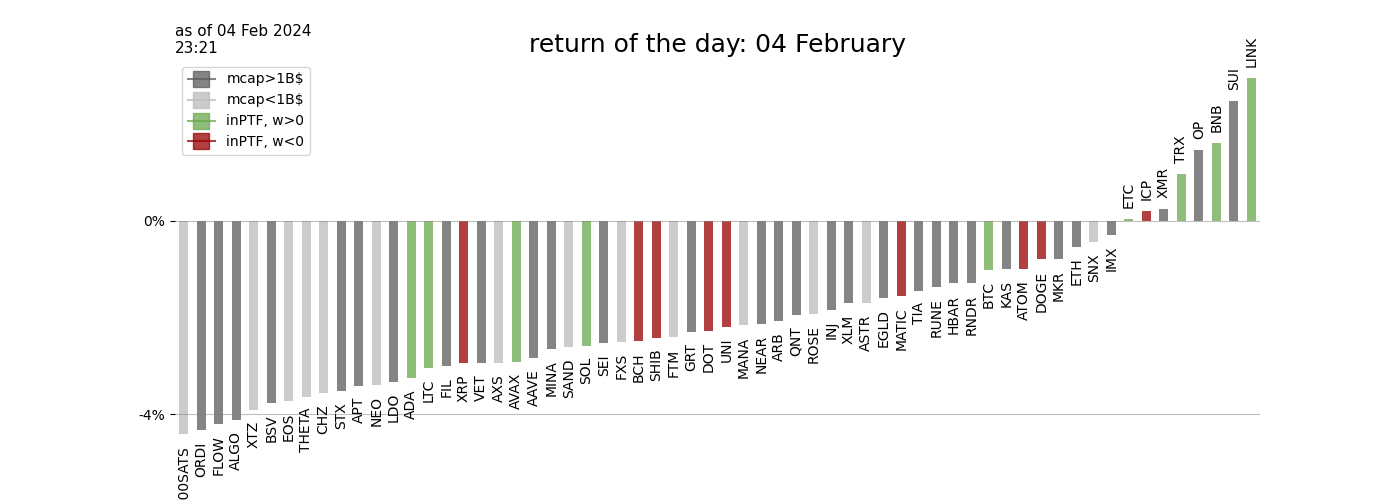 as of 04 Feb 2024
23:21
return of the day: 04 February
mcap>1B$
mcap<1B$
inPTF, w>0
inPTF, w<0
0%
-4%
00SATS
ORDI
FLOW
ALGO
XTZ
BSV
EOS
THETA
CHZ
STX
APT
NEO
LDO
ADA
LTC
FIL
XRP
VET
AXS
AVAX
AAVE
MINA
SAND
SOL
SEI
FXS
BCH
SHIB
FTM
GRT
DOT
UNI
MANA
NEAR
ARB
QNT
ROSE
INJ
XLM
ASTR
EGLD
MATIC
TIA
RUNE
HBAR
RNDR
BTC
KAS
ATOM
DOGE
MKR
ETH
SNX
IMX
ETC
ICP
XMR
TRX
OP
BNB
SUI
LINK